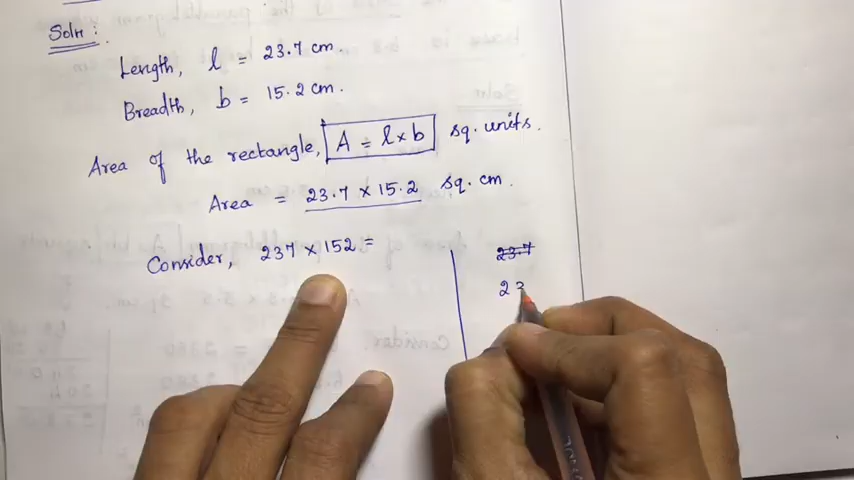 Soln:
Length, l = 23.7 cm.
Breadth, b = 15.2 cm.
Area of the rectangle, A = l x b sq. units.
Area = 23.7 x 15.2 sq. cm.
Consider, 237 x 152 =
23.7
23